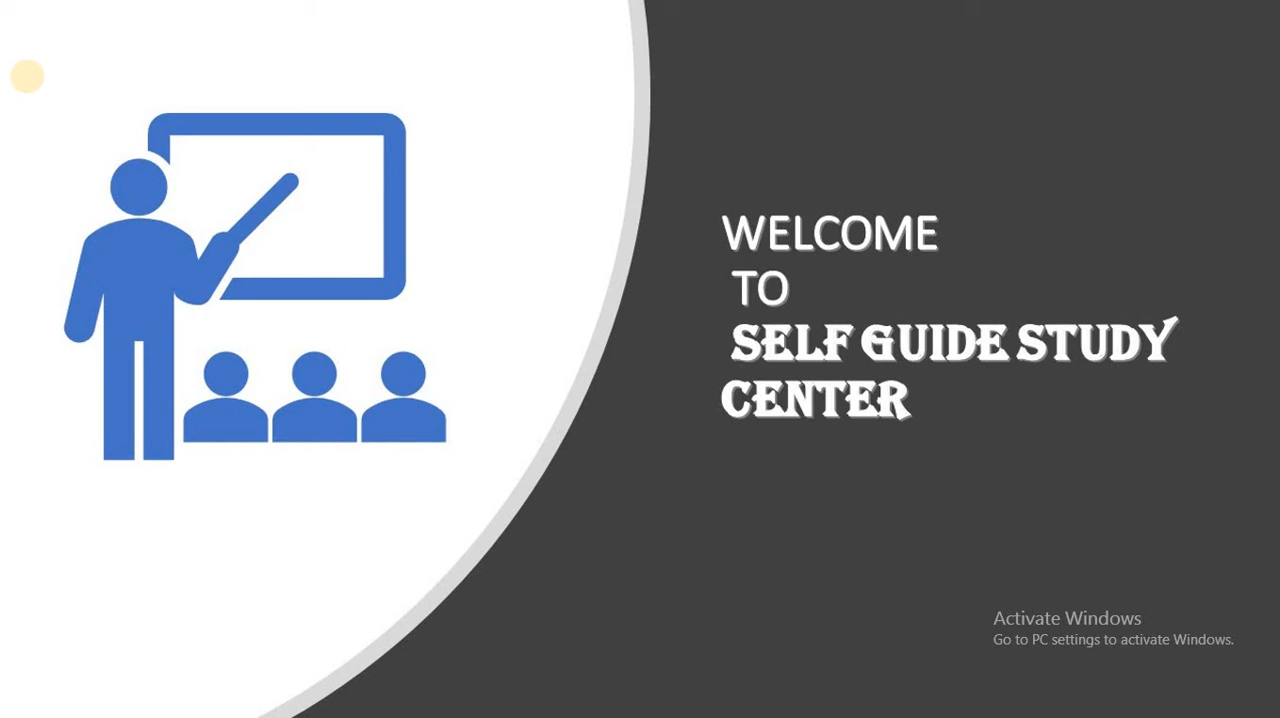 WELCOME
TO
SELF GUIDE STUDY
CENTER
Activate Windows
Go to PC settings to activate Windows.